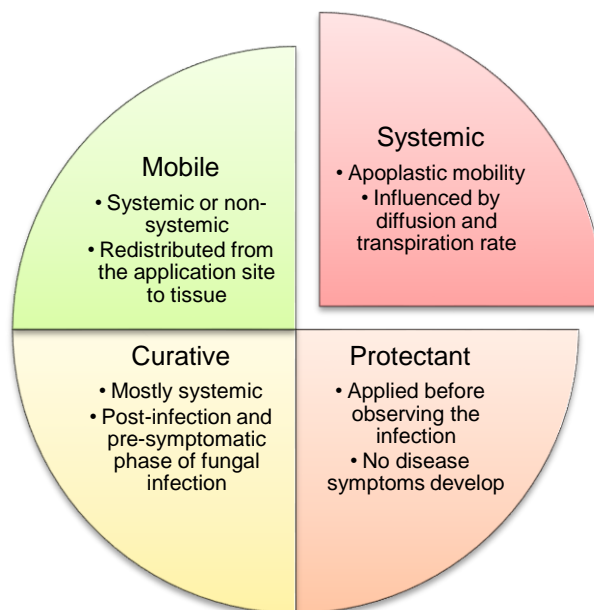 Mobile
• Systemic or non-
systemic
• Redistributed from
the application site
to tissue
Systemic
• Apoplastic mobility
• Influenced by
diffusion and
transpiration rate
Curative
• Mostly systemic
• Post-infection and
pre-symptomatic
phase of fungal
infection
Protectant
• Applied before
observing the
infection
• No disease
symptoms develop